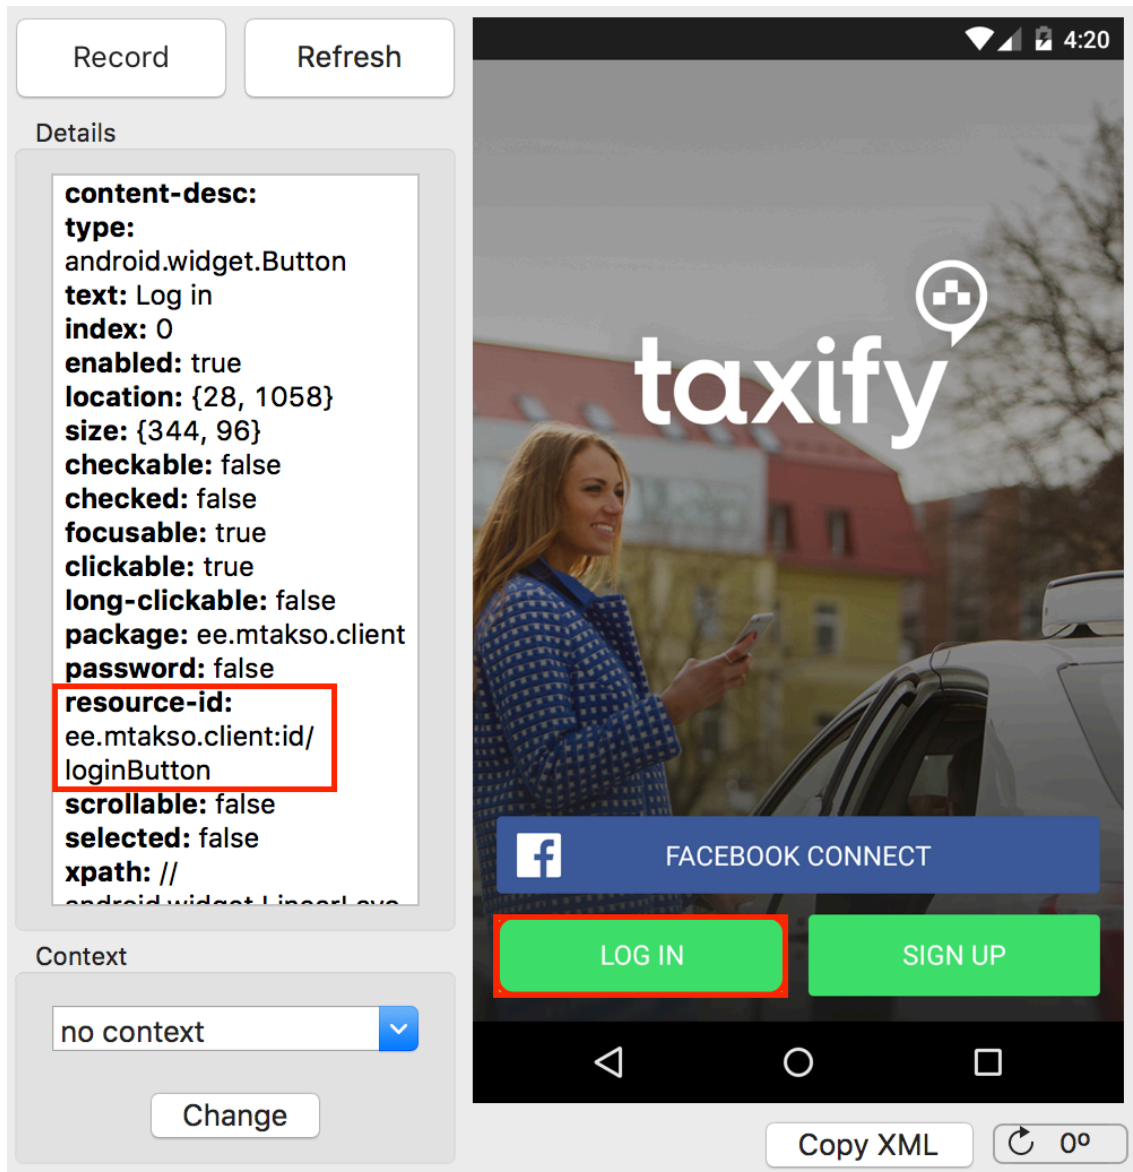 Record
Refresh
Details
content-desc:
type:
android.widget.Button
text: Log in
index: 0
enabled: true
location: {28, 1058}
size: {344, 96}
checkable: false
checked: false
focusable: true
clickable: true
long-clickable: false
package: ee.mtakso.client
password: false
resource-id:
ee.mtakso.client:id/
loginButton
scrollable: false
selected: false
xpath: //
android.widget.LinearLayo
Context
no context
Change
4:20
taxify
f
FACEBOOK CONNECT
LOG IN
SIGN UP
Copy XML
0º